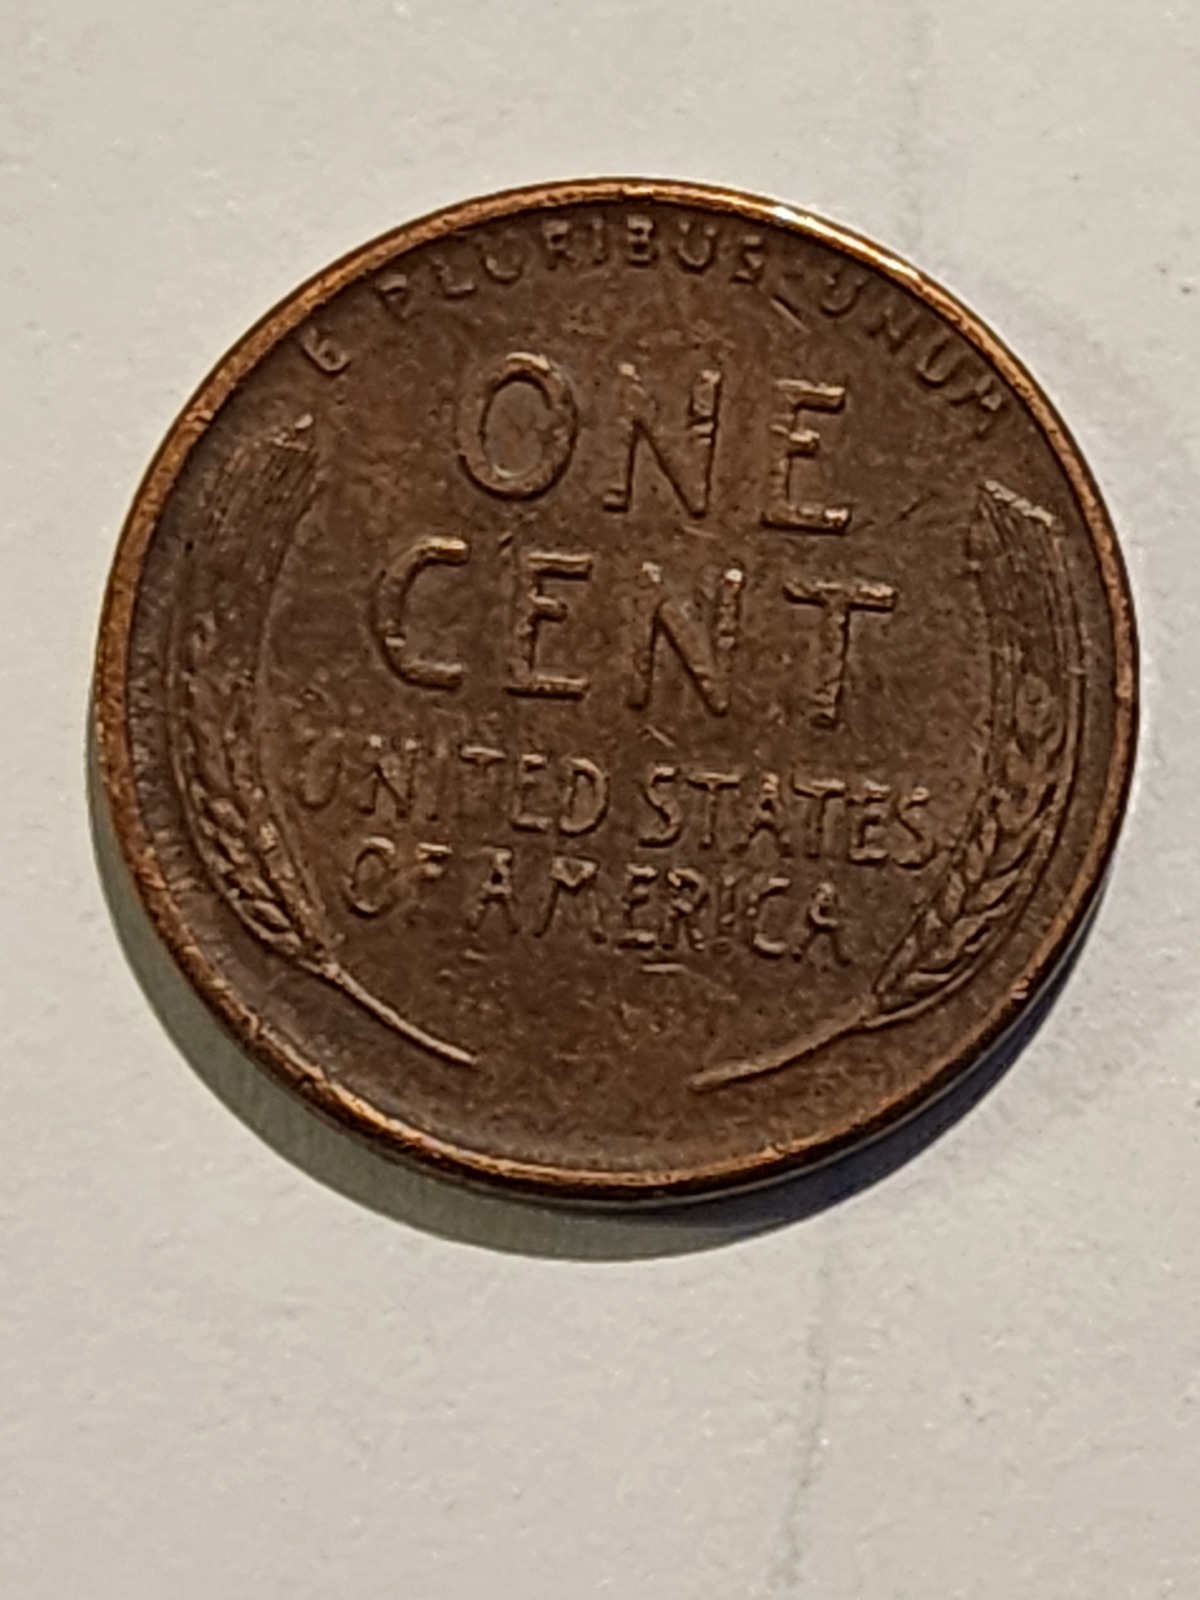 E PLURIBUS·UNUM
ONE
CENT
UNITED STATES
OF AMERICA